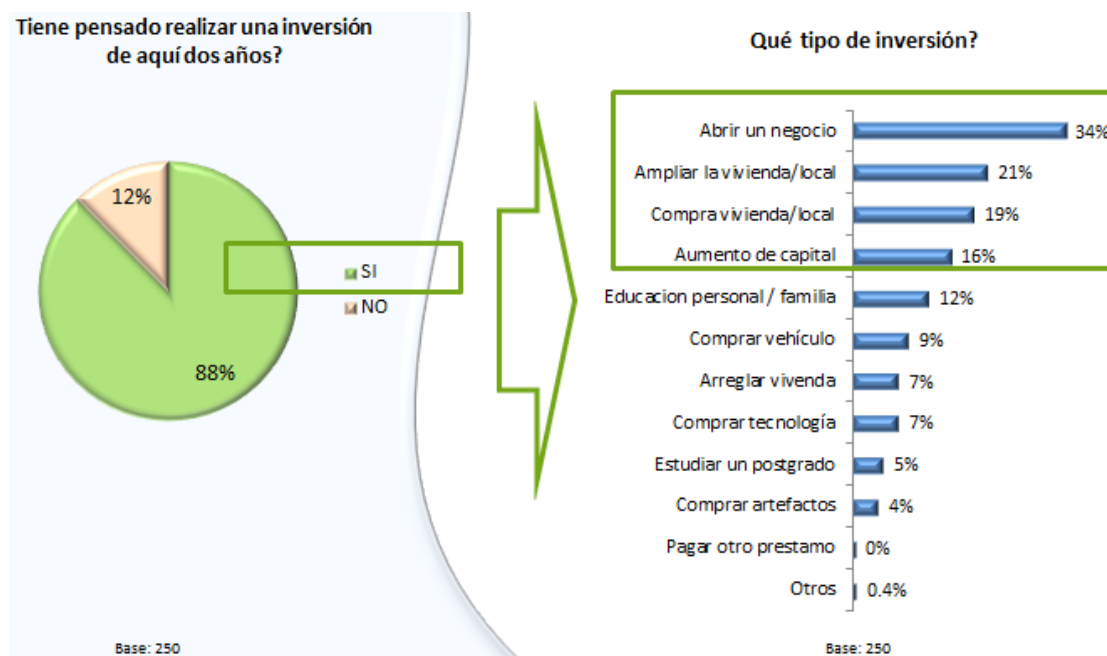 Tiene pensado realizar una inversión
de aquí dos años?
12%
88%
SI
NO
Base: 250
Qué tipo de inversión?
Abrir un negocio 34%
Ampliar la vivienda/local 21%
Compra vivienda/local 19%
Aumento de capital 16%
Educacion personal / familia 12%
Comprar vehículo 9%
Arreglar vivenda 7%
Comprar tecnología 7%
Estudiar un postgrado 5%
Comprar artefactos 4%
Pagar otro prestamo 0%
Otros 0.4%
Base: 250